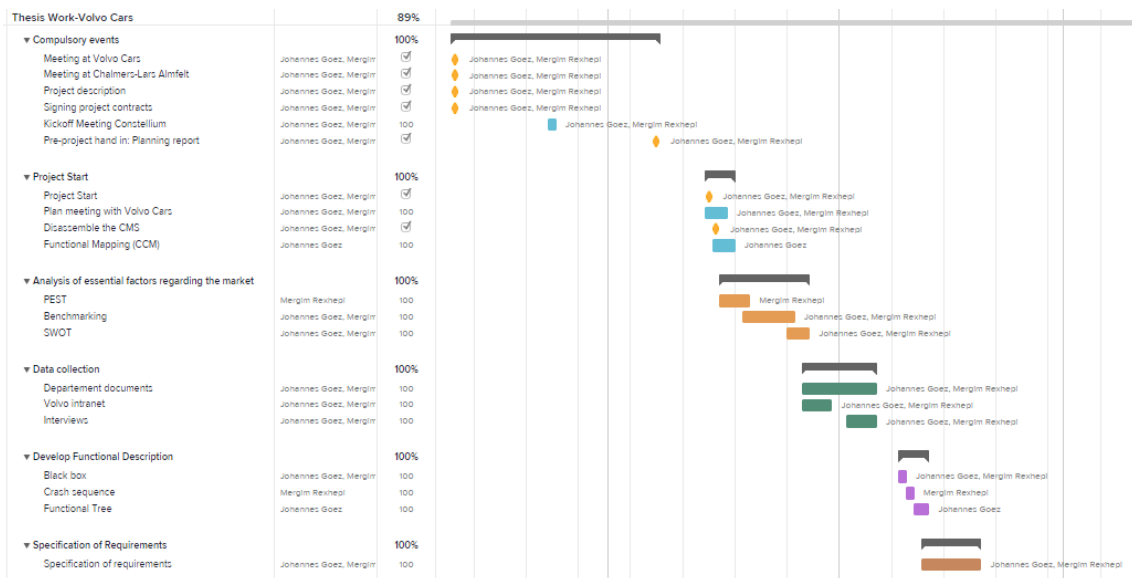 Thesis Work-Volvo Cars 89%
▼ Compulsory events 100%
Meeting at Volvo Cars Johannes Goez, Mergim Johannes Goez, Mergim Rexhepi
Meeting at Chalmers-Lars Almfelt Johannes Goez, Mergim Johannes Goez, Mergim Rexhepi
Project description Johannes Goez, Mergim Johannes Goez, Mergim Rexhepi
Signing project contracts Johannes Goez, Mergim Johannes Goez, Mergim Rexhepi
Kickoff Meeting Constellium Johannes Goez, Mergim 100 Johannes Goez, Mergim Rexhepi
Pre-project hand in: Planning report Johannes Goez, Mergim Johannes Goez, Mergim Rexhepi
▼ Project Start 100%
Project Start Johannes Goez, Mergim Johannes Goez, Mergim Rexhepi
Plan meeting with Volvo Cars Johannes Goez, Mergim 100 Johannes Goez, Mergim Rexhepi
Disassemble the CMS Johannes Goez, Mergim Johannes Goez, Mergim Rexhepi
Functional Mapping (CCM) Johannes Goez 100 Johannes Goez
▼ Analysis of essential factors regarding the market 100%
PEST Mergim Rexhepi 100 Mergim Rexhepi
Benchmarking Johannes Goez, Mergim 100 Johannes Goez, Mergim Rexhepi
SWOT Johannes Goez, Mergim 100 Johannes Goez, Mergim Rexhepi
▼ Data collection 100%
Departement documents Johannes Goez, Mergim 100 Johannes Goez, Mergim Rexhepi
Volvo intranet Johannes Goez, Mergim 100 Johannes Goez, Mergim Rexhepi
Interviews Johannes Goez, Mergim 100 Johannes Goez, Mergim Rexhepi
▼ Develop Functional Description 100%
Black box Johannes Goez, Mergim 100 Johannes Goez, Mergim Rexhepi
Crash sequence Mergim Rexhepi 100 Mergim Rexhepi
Functional Tree Johannes Goez 100 Johannes Goez
▼ Specification of Requirements 100%
Specification of requirements Johannes Goez, Mergim 100 Johannes Goez, Mergim Rexhepi